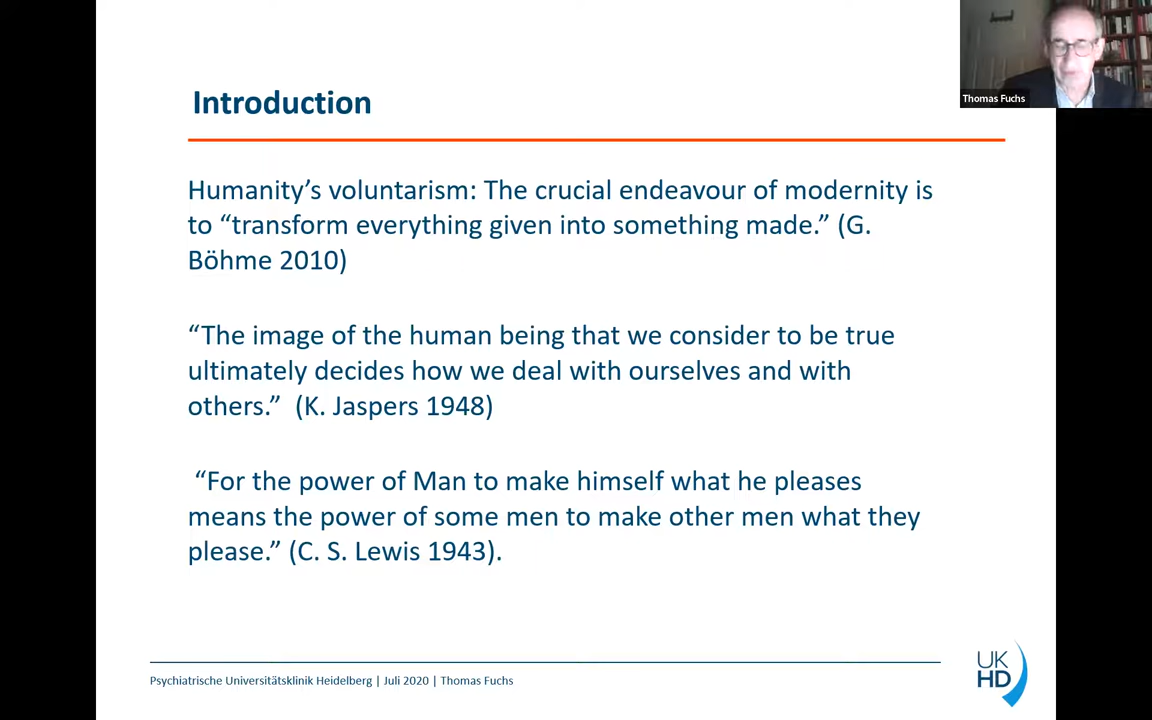 Thomas Fuchs
Introduction
Humanity’s voluntarism: The crucial endeavour of modernity is
to “transform everything given into something made.” (G.
Böhme 2010)
“The image of the human being that we consider to be true
ultimately decides how we deal with ourselves and with
others.”  (K. Jaspers 1948)
“For the power of Man to make himself what he pleases
means the power of some men to make other men what they
please.” (C. S. Lewis 1943).
Psychiatrische Universitätsklinik Heidelberg | Juli 2020 | Thomas Fuchs
UK
HD